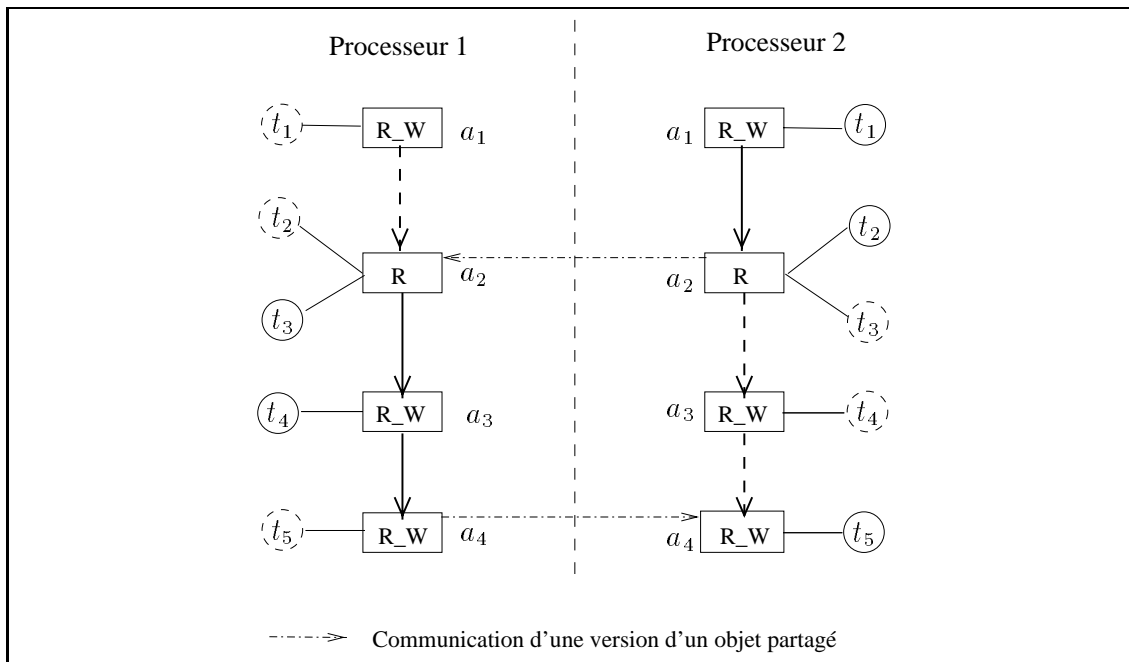 Processeur 1
Processeur 2
t1
R_W
a1
a1
R_W
t1
t2
t2
R
a2
a2
R
t3
t3
t4
R_W
a3
a3
R_W
t4
t5
R_W
a4
a4
R_W
t5
Communication d'une version d'un objet partagé